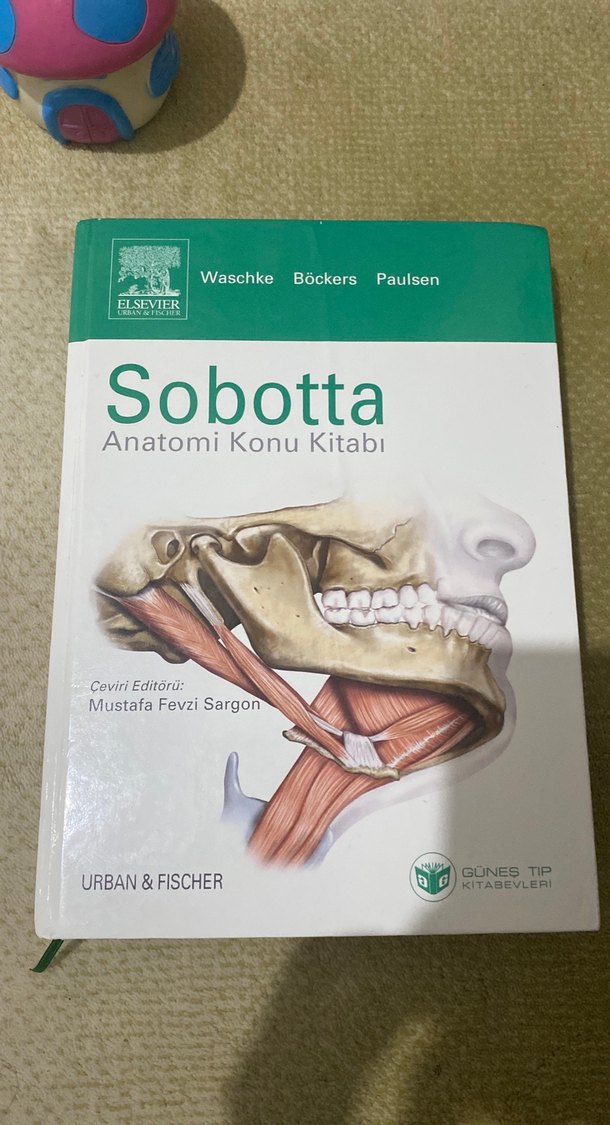 Waschke Böckers Paulsen
ELSEVIER
URBAN & FISCHER
Sobotta
Anatomi Konu Kitabı
Çeviri Editörü:
Mustafa Fevzi Sargon
URBAN & FISCHER
GÜNEŞ TIP
KİTABEVLERİ